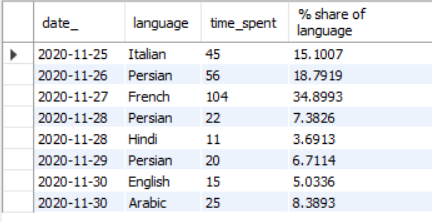 date_ language time_spent % share of language
2020-11-25 Italian 45 15.1007
2020-11-26 Persian 56 18.7919
2020-11-27 French 104 34.8993
2020-11-28 Persian 22 7.3826
2020-11-28 Hindi 11 3.6913
2020-11-29 Persian 20 6.7114
2020-11-30 English 15 5.0336
2020-11-30 Arabic 25 8.3893